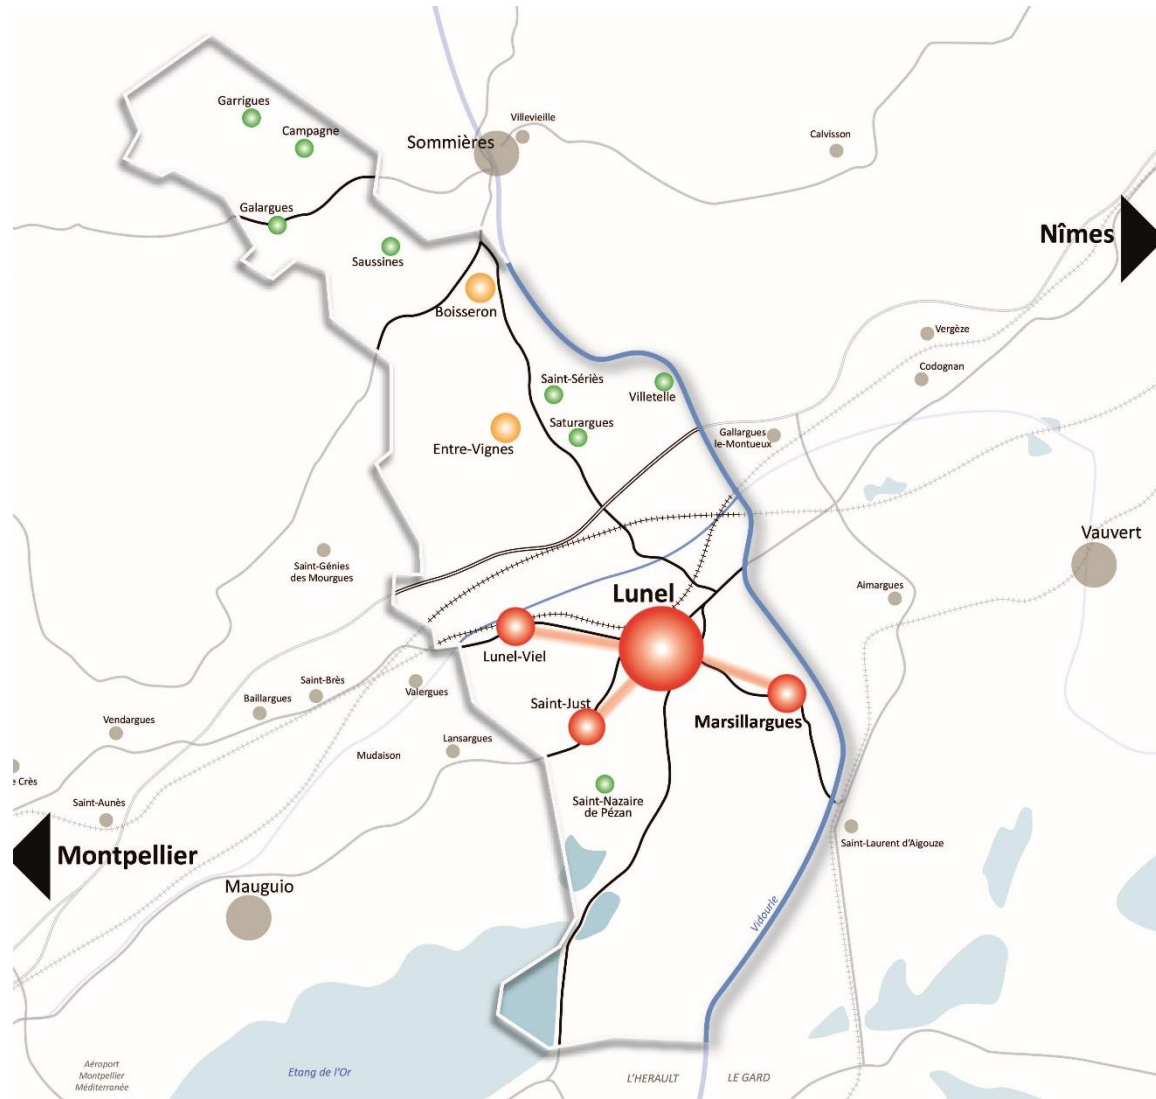 Garrigues
Campagne
Villevieille
Sommières
Calvisson
Galargues
Nîmes
Saussines
Boisseron
Vergèze
Codognan
Saint-Sériès
Villetelle
Saturargues
Entre-Vignes
Gallargues
le-Montueux
Vauvert
Saint-Génies
des Mourgues
Aimargues
Lunel
Lunel-Viel
Saint-Brès
Valergues
Baillargues
Saint-Just
Marsillargues
Vendargues
Lansargues
Mudaison
e Crès
Saint-Aunès
Saint-Nazaire
de Pézan
Saint-Laurent d'Aigouze
Montpellier
Mauguio
Vidourle
Aéroport
Montpellier
Méditerranée
Etang de l'Or
L'HERAULT
LE GARD